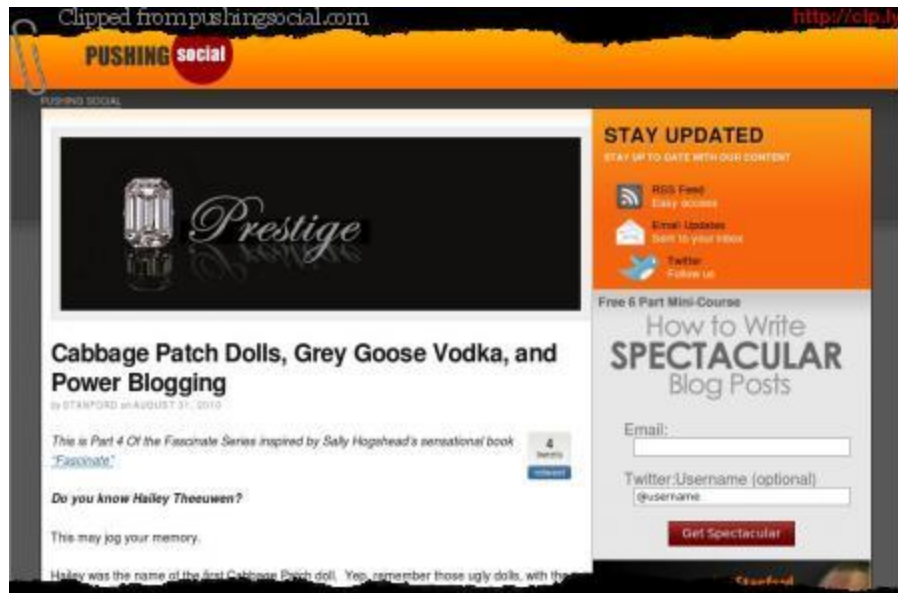 Clipped from pushingsocial.com
http://clp.ly
PUSHING social
PUSHING SOCIAL
Prestige
Cabbage Patch Dolls, Grey Goose Vodka, and
Power Blogging
by STANFORD on AUGUST 31, 2010
This is Part 4 Of the Fascinate Series inspired by Sally Hogshead's sensational book
"Fascinate"
4
tweets
retweet
Do you know Hailey Theeuwen?
This may jog your memory.
Hailey was the name of the first Cabbage Patch doll. Yep, remember those ugly dolls, with the
STAY UPDATED
STAY UP TO DATE WITH OUR CONTENT
RSS Feed
Easy access
Email Updates
Sent to your inbox
Twitter
Follow us
Free 6 Part Mini-Course
How to Write
SPECTACULAR
Blog Posts
Email:
Twitter:Username (optional)
@username
Get Spectacular
Stanford